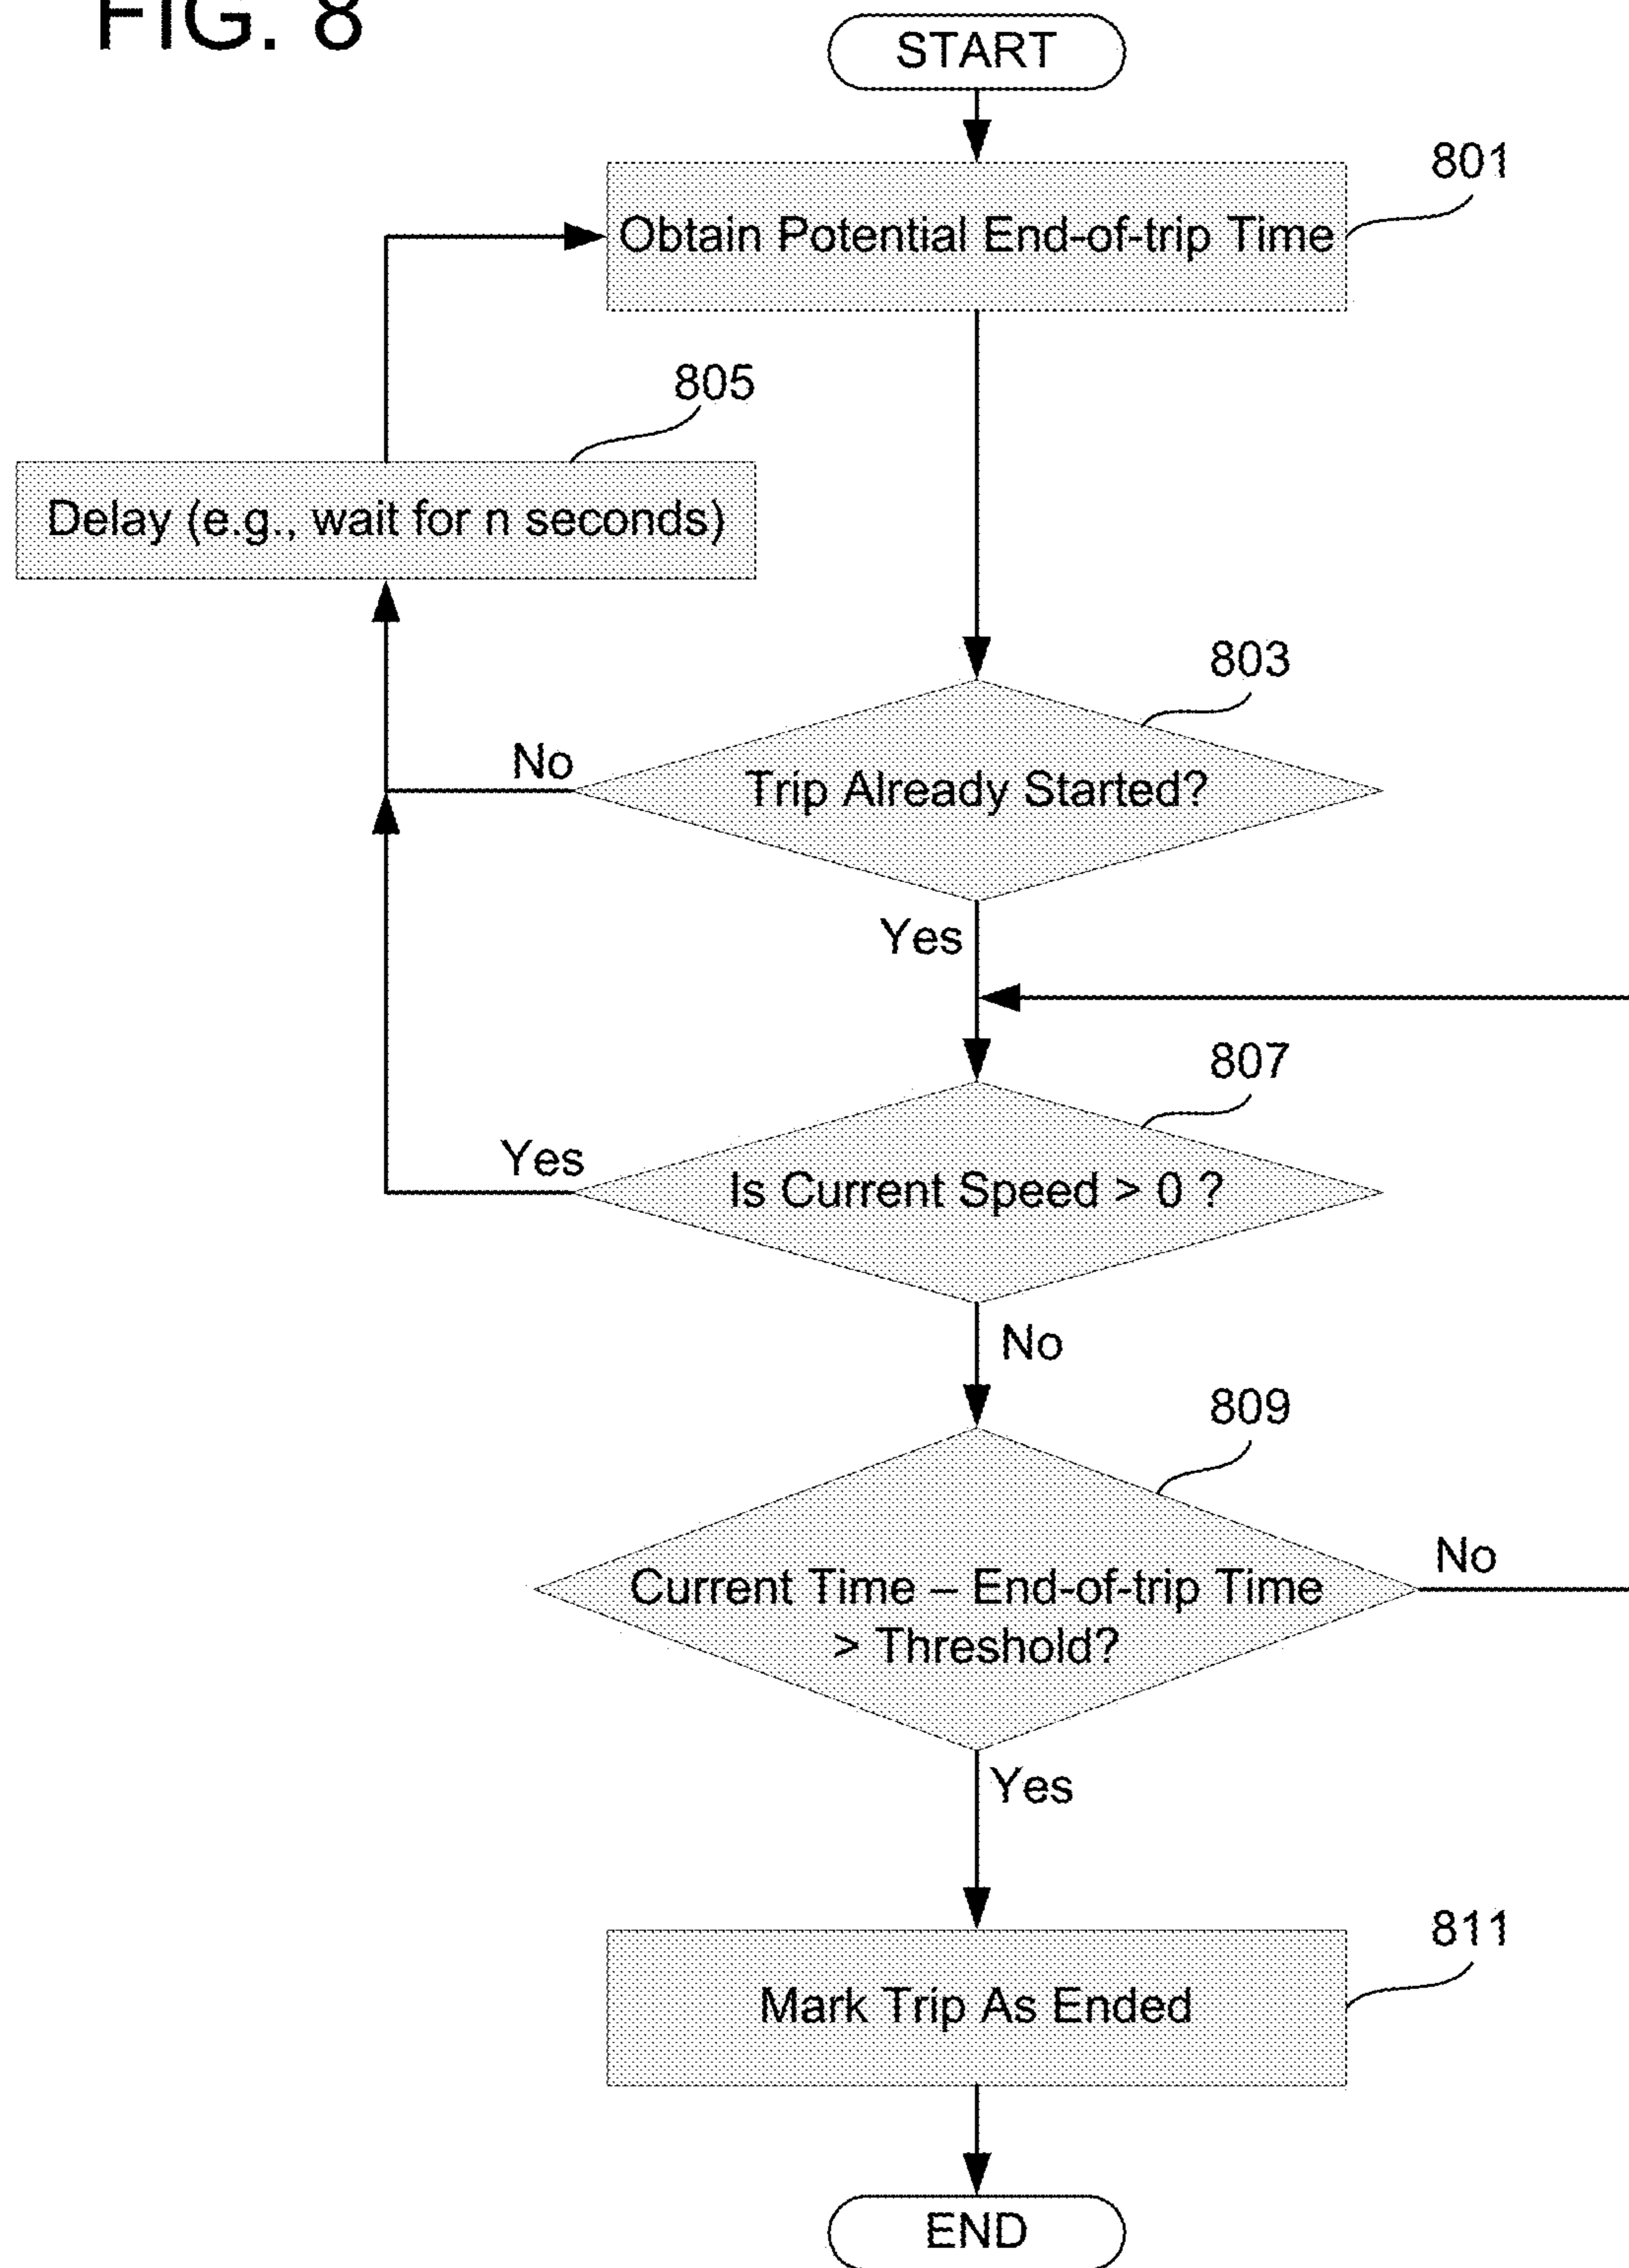 FIG. 8
START
801
Obtain Potential End-of-trip Time
805
Delay (e.g., wait for n seconds)
803
No
Trip Already Started?
Yes
807
Yes
Is Current Speed > 0 ?
No
809
No
Current Time – End-of-trip Time
> Threshold?
Yes
811
Mark Trip As Ended
END